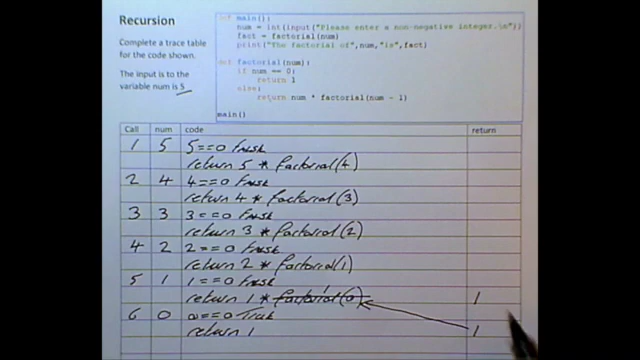 Recursion
Complete a trace table
for the code shown.
The input is to the
variable num is 5
def main():
num = int(input("Please enter a non-negative integer.\n"))
fact = factorial(num)
print("The factorial of",num,"is",fact)
def factorial(num):
if num == 0:
return 1
else:
return num * factorial(num - 1)
main()
Call num code return
1 5 5==0 False
return 5 * factorial(4)
2 4 4==0 False
return 4 * factorial(3)
3 3 3==0 False
return 3 * factorial(2)
4 2 2==0 False
return 2 * factorial(1)
5 1 1==0 False
1
return 1 * factorial(0) 1
6 0 0==0 True
return 1 1